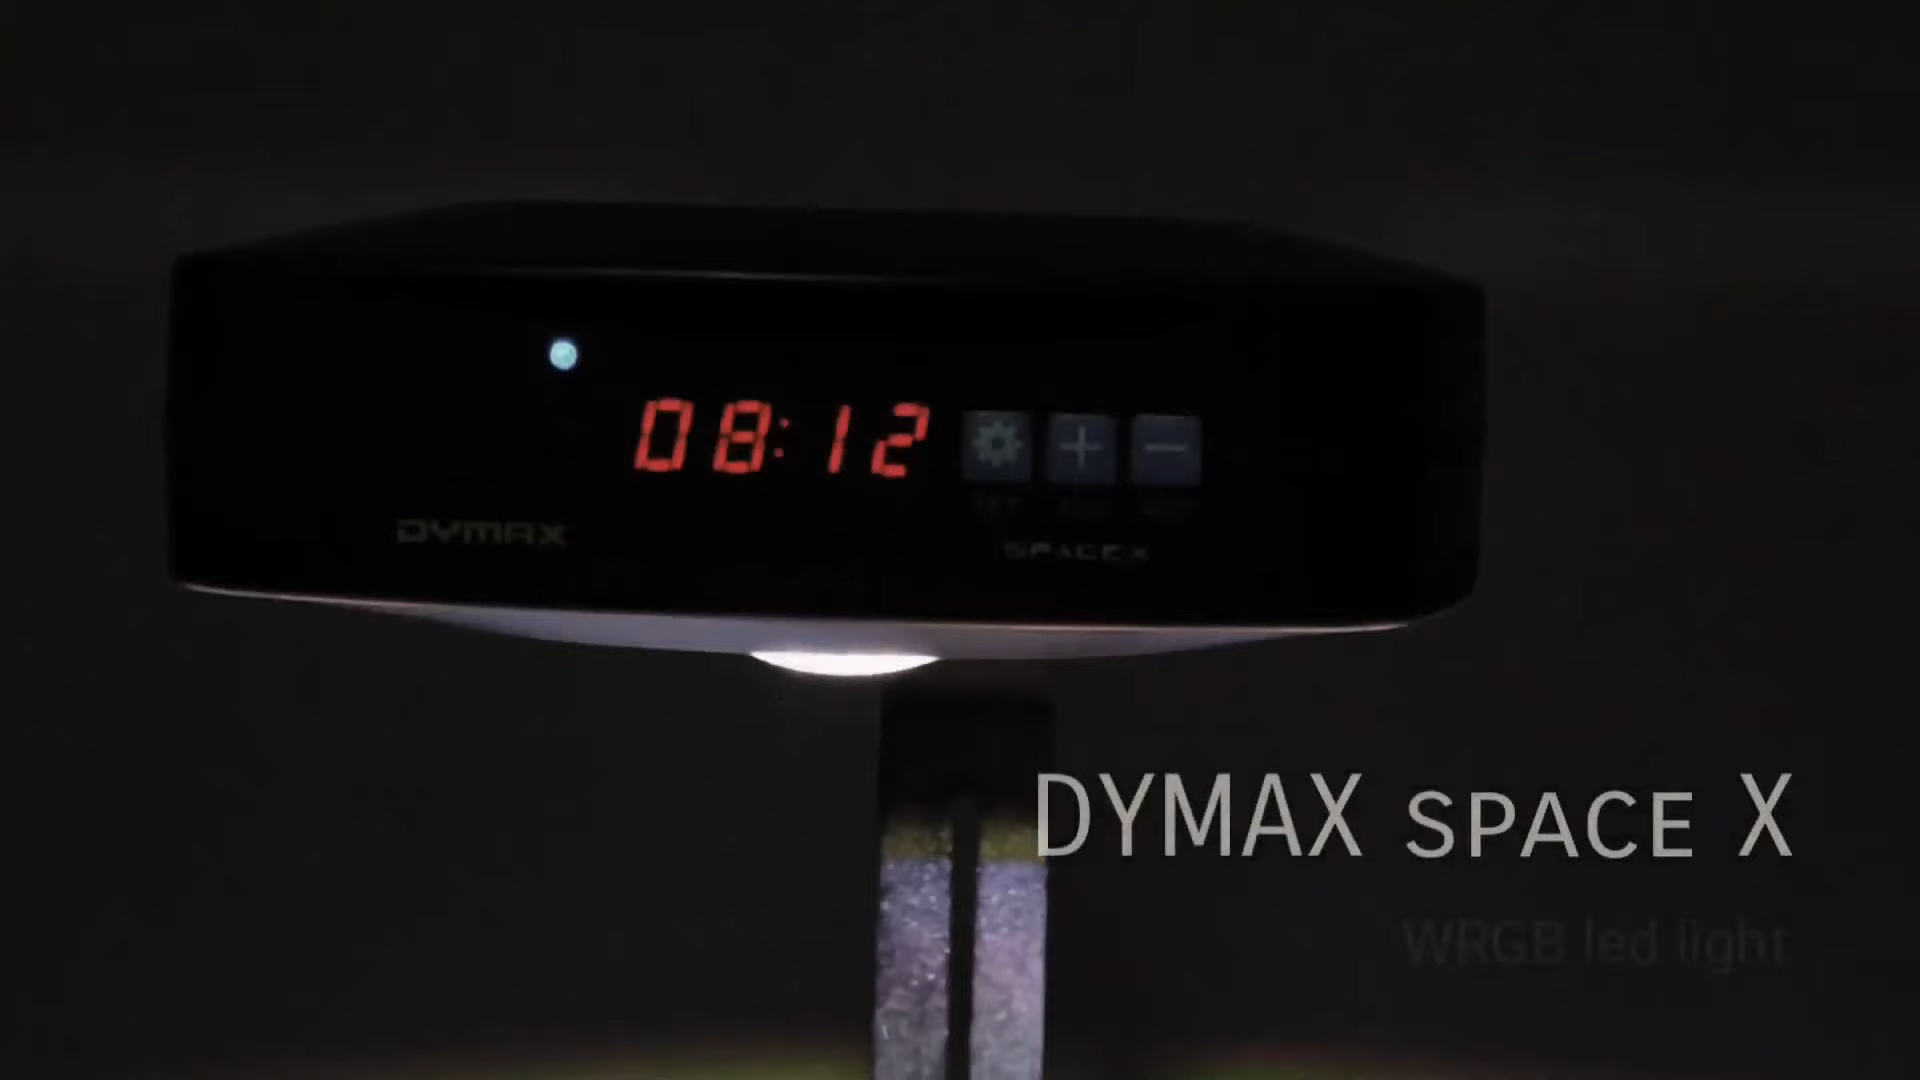 08:12
DYMAX
SPACEX
DYMAX SPACE X
WRGB led light